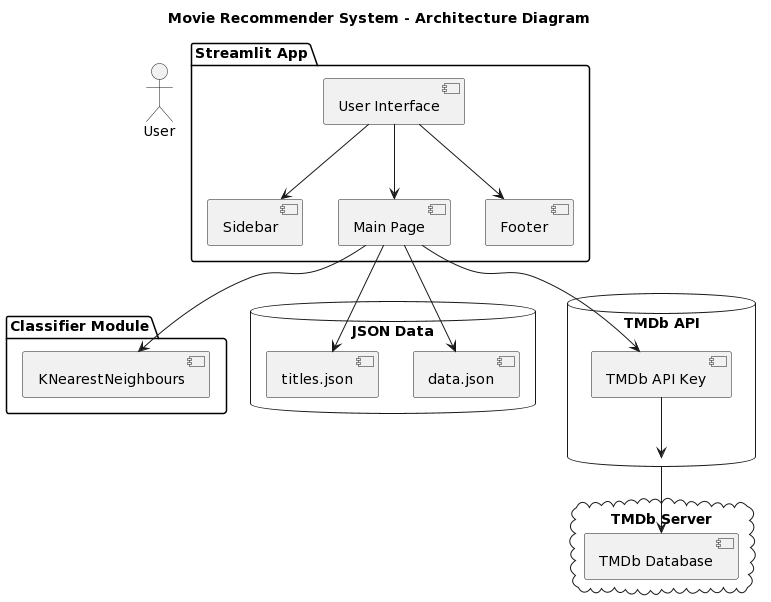 Movie Recommender System - Architecture Diagram
Streamlit App
User Interface
User
Sidebar
Main Page
Footer
Classifier Module
KNearestNeighbours
JSON Data
titles.json
data.json
TMDb API
TMDb API Key
TMDb Server
TMDb Database